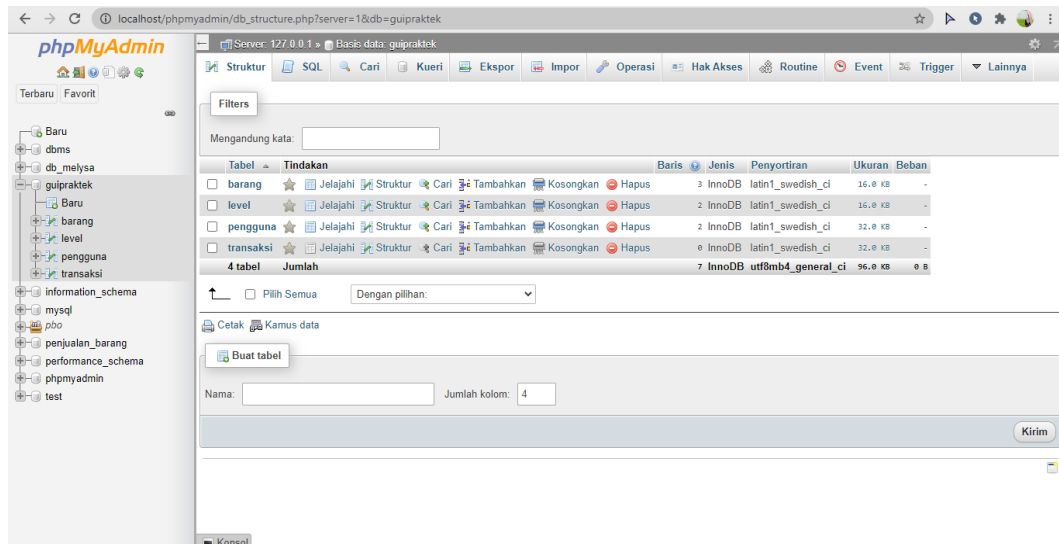 localhost/phpmyadmin/db_structure.php?server=1&db=guipraktek
phpMyAdmin
Terbaru Favorit
Baru
dbms
db_melysa
guipraktek
Baru
barang
level
pengguna
transaksi
information_schema
mysql
pbo
penjualan_barang
performance_schema
phpmyadmin
test
Server: 127.0.0.1 » Basis data: guipraktek
Struktur SQL Cari Kueri Ekspor Impor Operasi Hak Akses Routine Event Trigger Lainnya
Filters
Mengandung kata:
Tabel Tindakan Baris Jenis Penyortiran Ukuran Beban
barang Jelajahi Struktur Cari Tambahkan Kosongkan Hapus 3 InnoDB latin1_swedish_ci 16.0 KB -
level Jelajahi Struktur Cari Tambahkan Kosongkan Hapus 2 InnoDB latin1_swedish_ci 16.0 KB -
pengguna Jelajahi Struktur Cari Tambahkan Kosongkan Hapus 2 InnoDB latin1_swedish_ci 32.0 KB -
transaksi Jelajahi Struktur Cari Tambahkan Kosongkan Hapus 0 InnoDB latin1_swedish_ci 32.0 KB -
4 tabel Jumlah 7 InnoDB utf8mb4_general_ci 96.0 KB 0 B
Pilih Semua Dengan pilihan:
Cetak Kamus data
Buat tabel
Nama: Jumlah kolom: 4
Kirim
Konsol